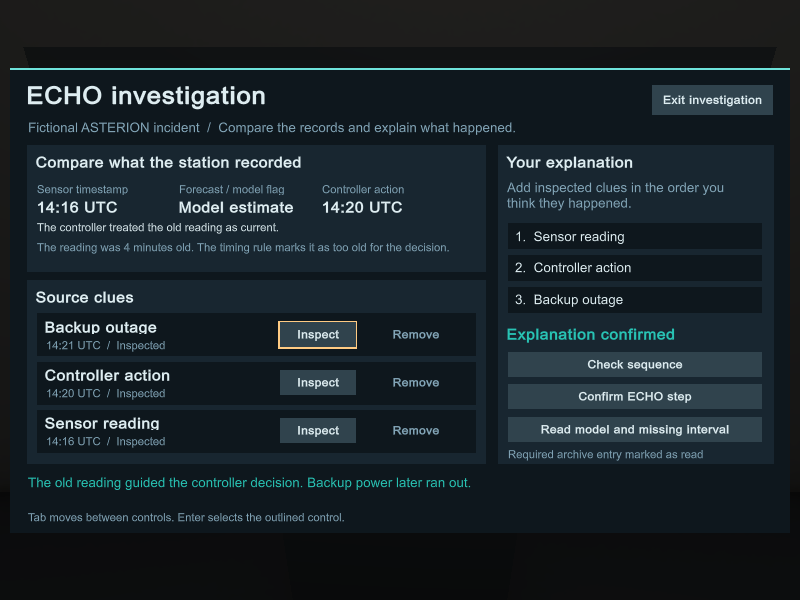 ECHO investigation
Exit investigation
Fictional ASTERION incident / Compare the records and explain what happened.
Compare what the station recorded
Sensor timestamp
14:16 UTC
Forecast / model flag
Model estimate
Controller action
14:20 UTC
The controller treated the old reading as current.
The reading was 4 minutes old. The timing rule marks it as too old for the decision.
Source clues
Backup outage
14:21 UTC / Inspected
Inspect
Remove
Controller action
14:20 UTC / Inspected
Inspect
Remove
Sensor reading
14:16 UTC / Inspected
Inspect
Remove
Your explanation
Add inspected clues in the order you
think they happened.
1. Sensor reading
2. Controller action
3. Backup outage
Explanation confirmed
Check sequence
Confirm ECHO step
Read model and missing interval
Required archive entry marked as read
The old reading guided the controller decision. Backup power later ran out.
Tab moves between controls. Enter selects the outlined control.